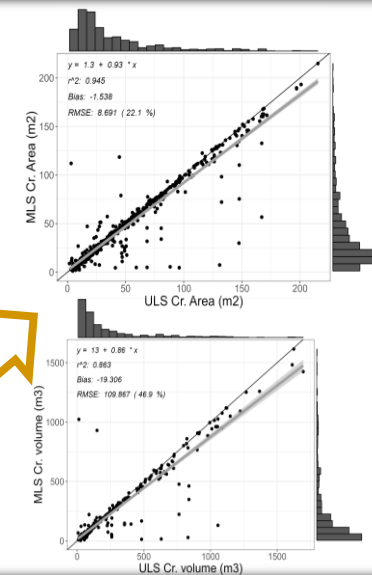 y = 1.3 + 0.93 * x
r^2: 0.945
Bias: -1.538
RMSE: 8.691 ( 22.1 %)
MLS Cr. Area (m2)
200
150
100
50
0
0 50 100 150 200
ULS Cr. Area (m2)
y = 13 + 0.86 * x
r^2: 0.863
Bias: -19.306
RMSE: 109.867 ( 46.9 %)
MLS Cr. volume (m3)
1500
1000
500
0
0 500 1000 1500
ULS Cr. volume (m3)